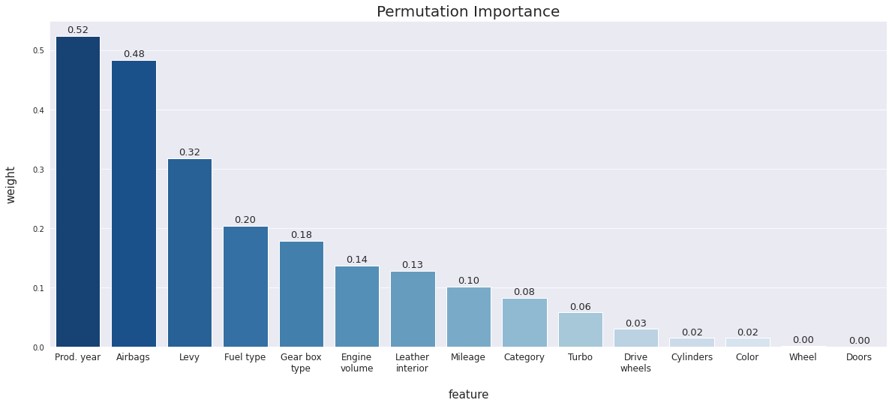 Permutation Importance
0.52
0.48
0.32
0.20
0.18
0.14
0.13
0.10
0.08
0.06
0.03
0.02
0.02
0.00
0.00
0.5
0.4
0.3
0.2
0.1
0.0
weight
Prod. year
Airbags
Levy
Fuel type
Gear box
type
Engine
volume
Leather
interior
Mileage
Category
Turbo
Drive
wheels
Cylinders
Color
Wheel
Doors
feature